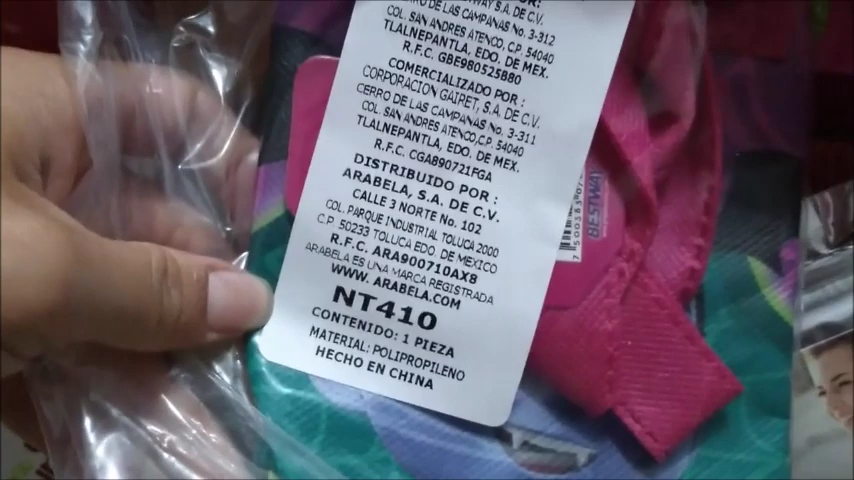 POR:
BESTWAY S.A. DE C.V.
CERRO DE LAS CAMPANAS No. 3-312
COL. SAN ANDRES ATENCO, C.P. 54040
TLALNEPANTLA, EDO. DE MEX.
R.F.C. GBE980525B80
COMERCIALIZADO POR :
CORPORACION GAIRET, S.A. DE C.V.
CERRO DE LAS CAMPANAS No. 3-311
COL. SAN ANDRES ATENCO,C.P. 54040
TLALNEPANTLA, EDO. DE MEX.
R.F.C. CGA890721FGA
DISTRIBUIDO POR :
ARABELA, S.A. DE C.V.
CALLE 3 NORTE No. 102
COL. PARQUE INDUSTRIAL TOLUCA 2000
C.P. 50233 TOLUCA EDO. DE MEXICO
R.F.C. ARA900710AX8
ARABELA ES UNA MARCA REGISTRADA
WWW.ARABELA.COM
NT410
CONTENIDO: 1 PIEZA
MATERIAL: POLIPROPILENO
HECHO EN CHINA
BESTWAY